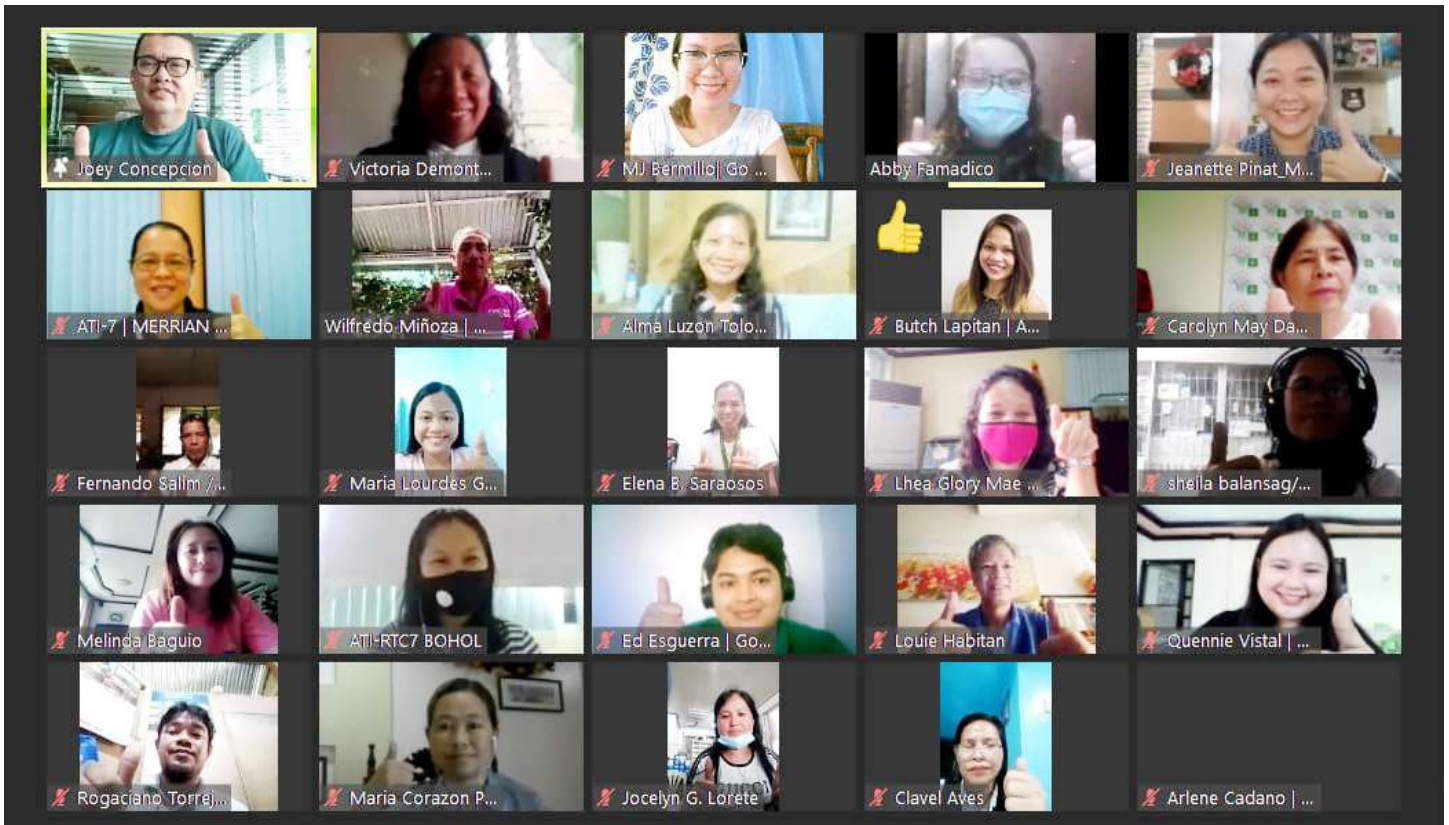 Joey Concepcion
Victoria Demont...
MJ Bermillo| Go ...
Abby Famadico
Jeanette Pinat_M...
ATI-7 | MERRIAN ...
Wilfredo Miñoza | ...
Alma Luzon Tolo...
Butch Lapitan | A...
Carolyn May Da...
Fernando Salim /...
Maria Lourdes G...
Elena B. Saraosos
Lhea Glory Mae ...
sheila balansag/...
Melinda Baguio
ATI-RTC7 BOHOL
Ed Esguerra | Go...
Louie Habitan
Quennie Vistal | ...
Rogaciano Torrej...
Maria Corazon P...
Jocelyn G. Lorete
Clavel Aves
Arlene Cadano | ...